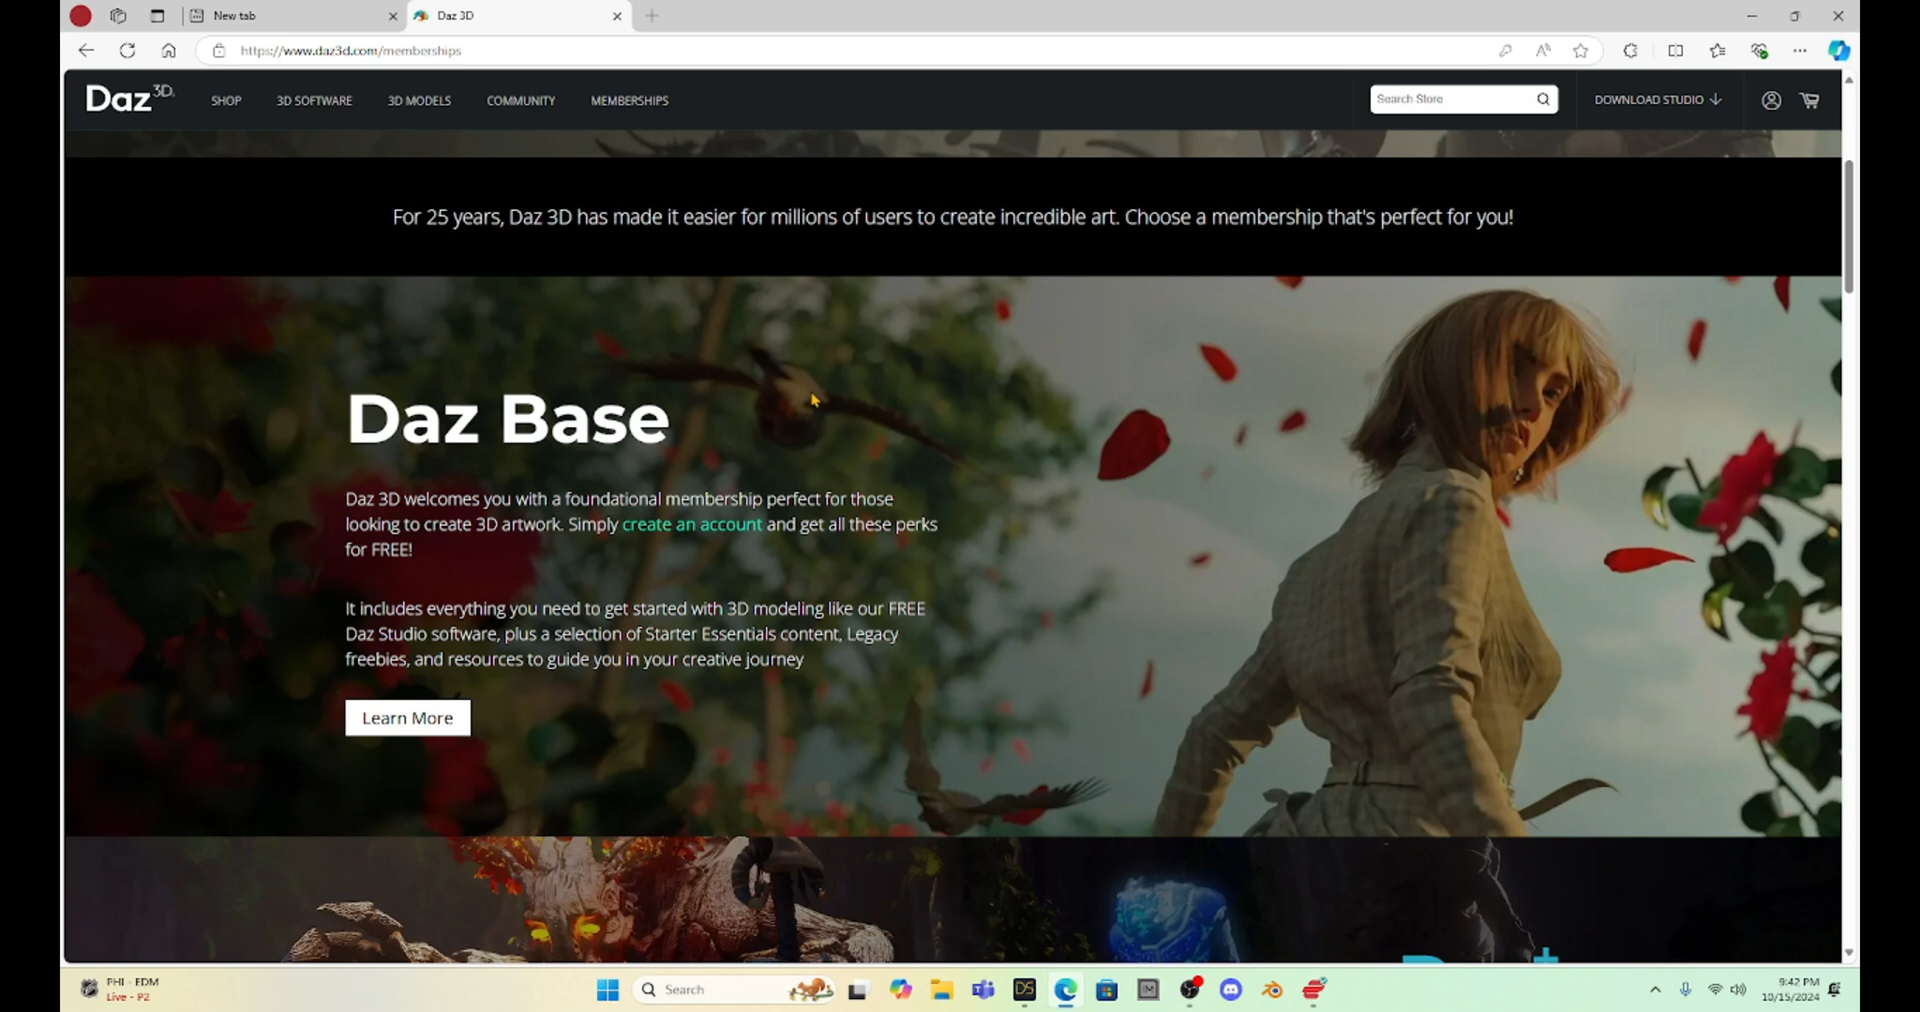 New tab
Daz 3D
https://www.daz3d.com/memberships
Daz 3D.
SHOP
3D SOFTWARE
3D MODELS
COMMUNITY
MEMBERSHIPS
Search Store
DOWNLOAD STUDIO
For 25 years, Daz 3D has made it easier for millions of users to create incredible art. Choose a membership that's perfect for you!
Daz Base
Daz 3D welcomes you with a foundational membership perfect for those
looking to create 3D artwork. Simply create an account and get all these perks
for FREE!
It includes everything you need to get started with 3D modeling like our FREE
Daz Studio software, plus a selection of Starter Essentials content, Legacy
freebies, and resources to guide you in your creative journey
Learn More
PHI - EDM
Live - P2
Search
DS
9:42 PM
10/15/2024